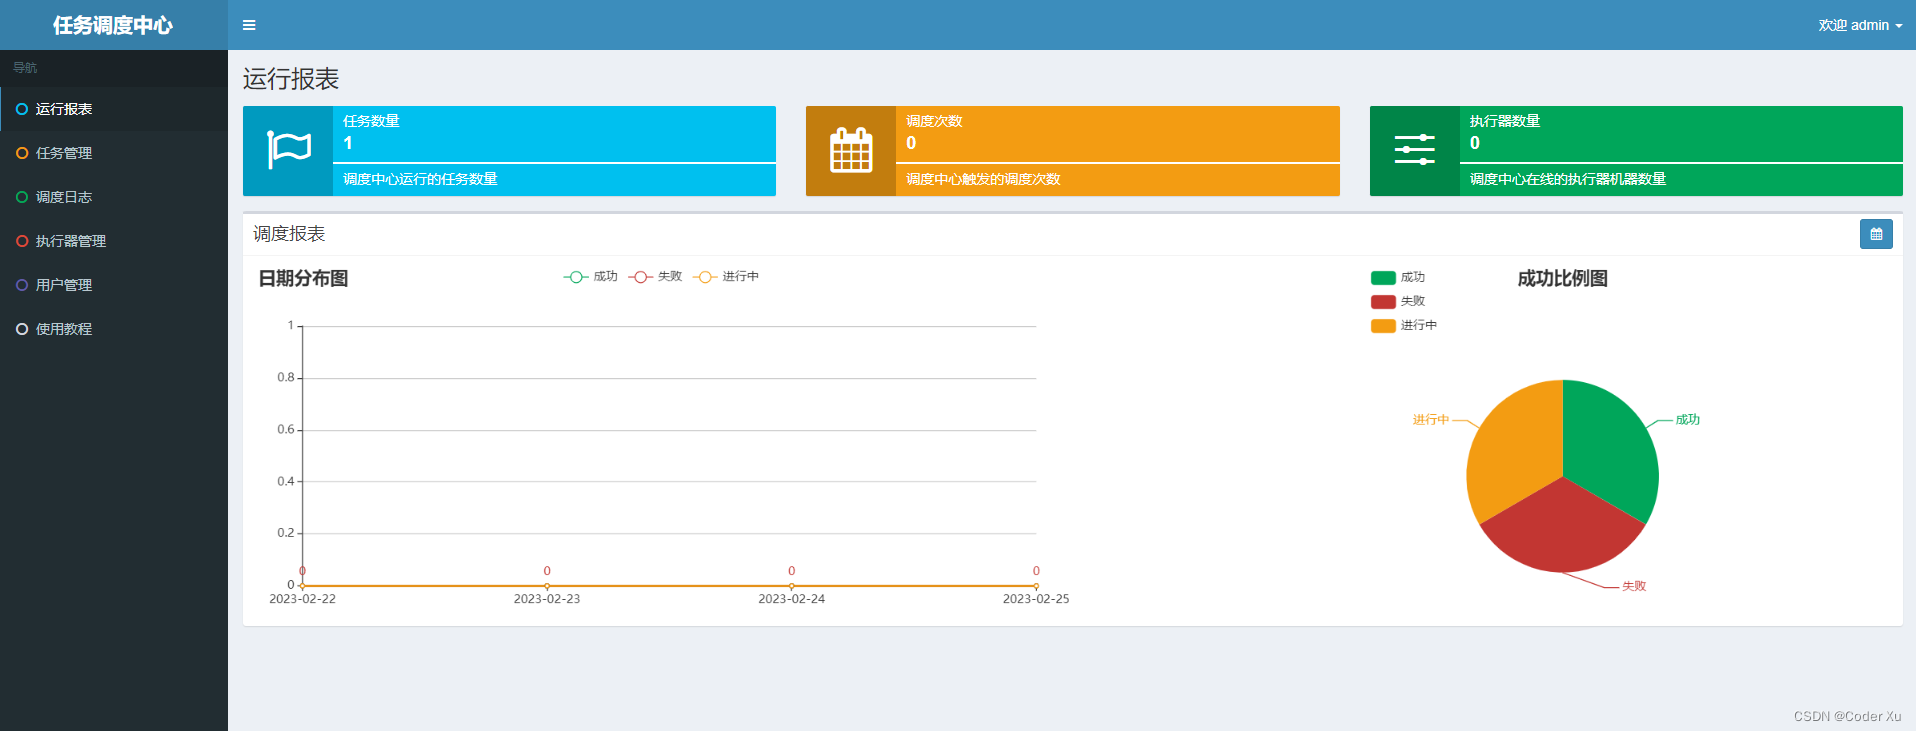 任务调度中心
欢迎 admin
导航
运行报表
任务管理
调度日志
执行器管理
用户管理
使用教程
运行报表
任务数量
1
调度中心运行的任务数量
调度次数
0
调度中心触发的调度次数
执行器数量
0
调度中心在线的执行器机器数量
调度报表
日期分布图
成功 失败 进行中
1
0.8
0.6
0.4
0.2
0
0 0 0 0
2023-02-22 2023-02-23 2023-02-24 2023-02-25
成功比例图
成功
失败
进行中
进行中
成功
失败
CSDN @Coder Xu